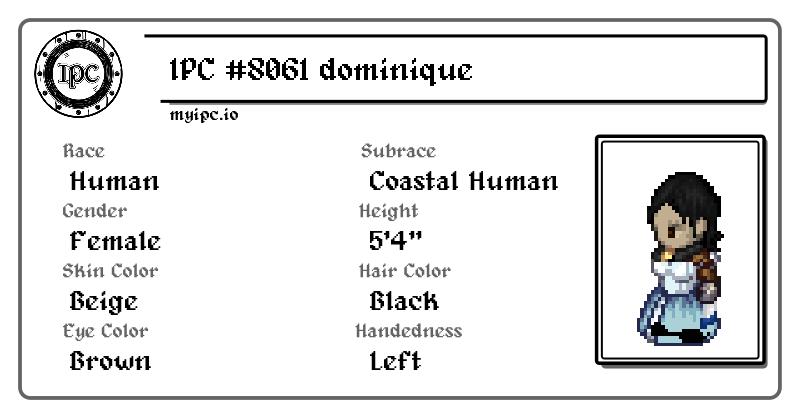 IPC
IPC #8061 dominique
myipc.io
Race
Human
Subrace
Coastal Human
Gender
Female
Height
5'4"
Skin Color
Beige
Hair Color
Black
Eye Color
Brown
Handedness
Left